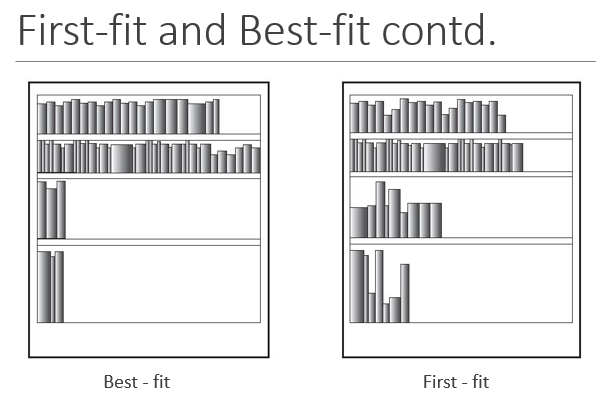 First-fit and Best-fit contd.
Best - fit
First - fit